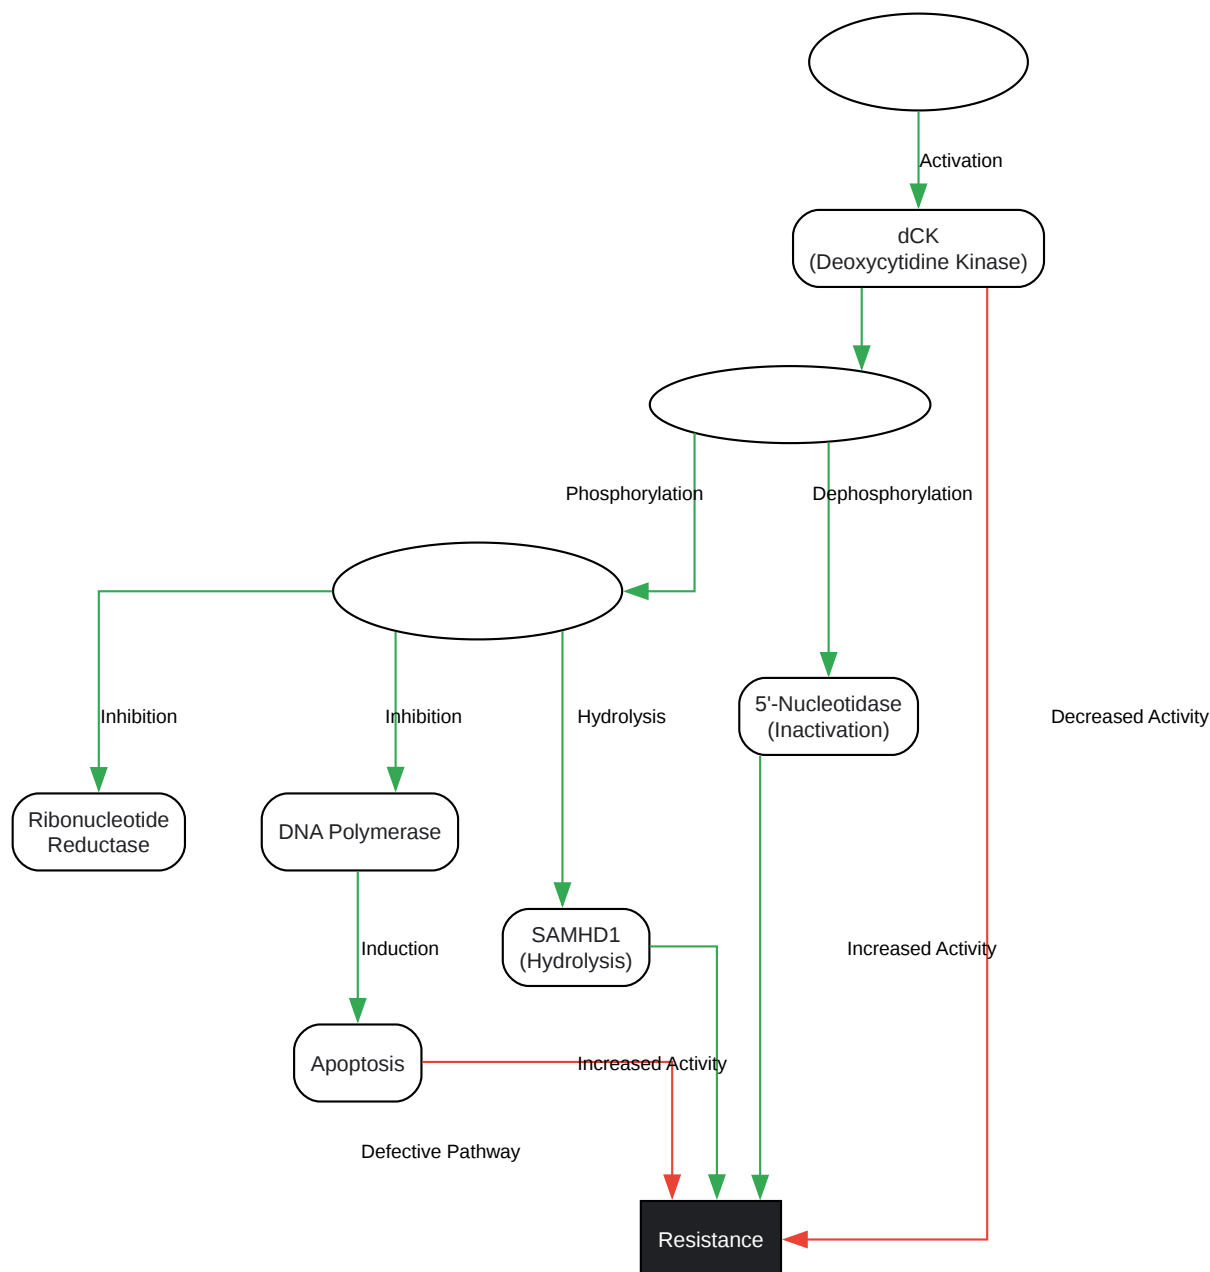 Activation
dCK
(Deoxycytidine Kinase)
Phosphorylation
Dephosphorylation
Inhibition
Inhibition
Hydrolysis
5'-Nucleotidase
(Inactivation)
Decreased Activity
Ribonucleotide
Reductase
DNA Polymerase
SAMHD1
(Hydrolysis)
Induction
Increased Activity
Apoptosis
Increased Activity
Defective Pathway
Resistance